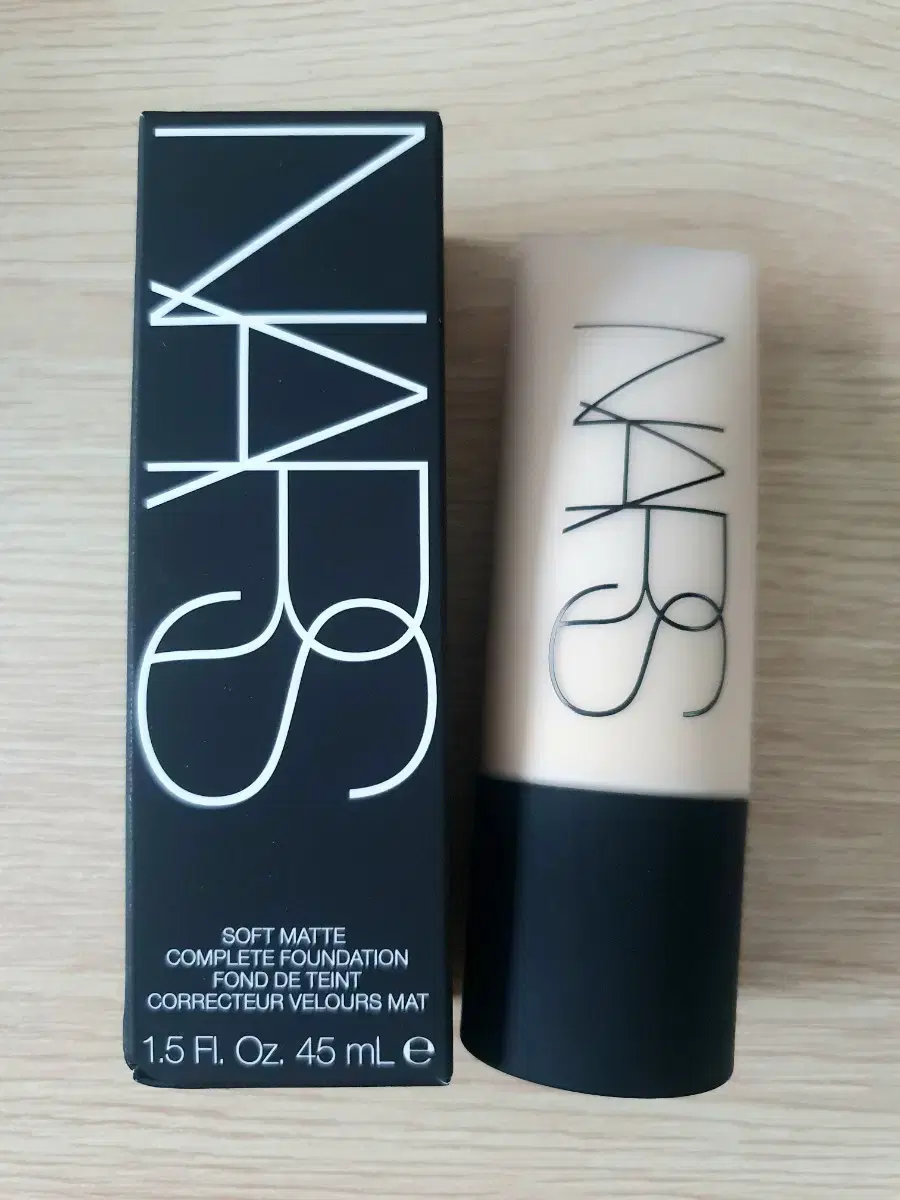 NARS
SOFT MATTE
COMPLETE FOUNDATION
FOND DE TEINT
CORRECTEUR VELOURS MAT
1.5 Fl. Oz. 45 mL ℮
NARS